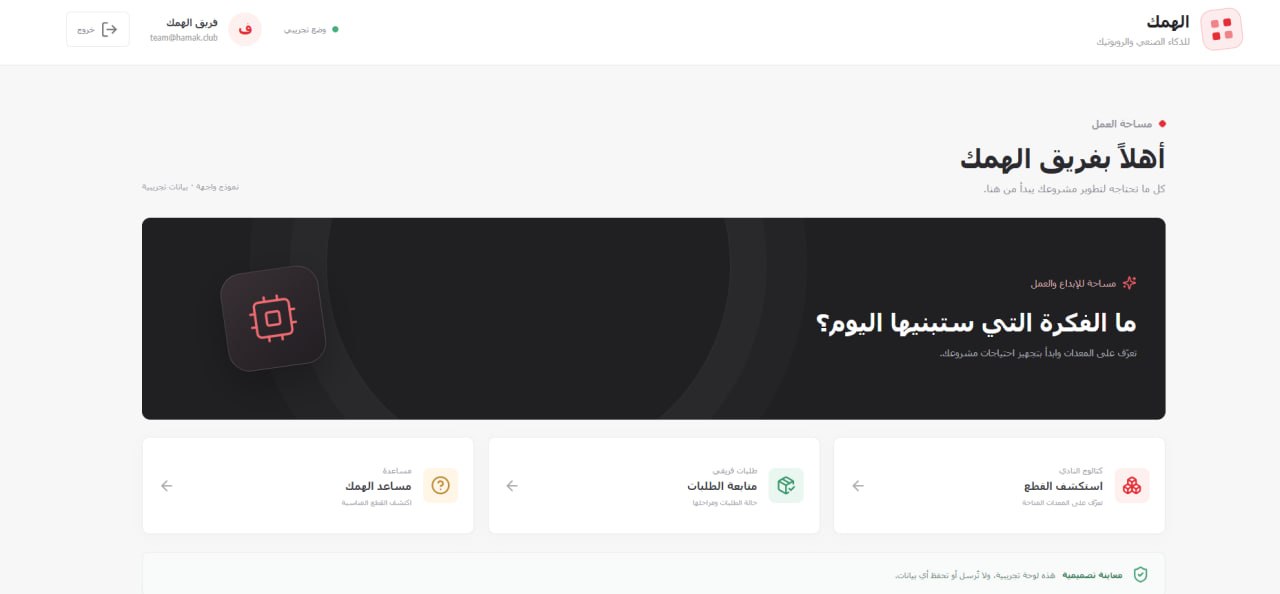 الهمك
للذكاء الصنعي والروبوتيك
وضع تجريبي
ف
فريق الهمك
team@hamak.club
خروج
مساحة العمل
أهلاً بفريق الهمك
كل ما تحتاجه لتطوير مشروعك يبدأ من هنا.
نموذج واجهة · بيانات تجريبية
مساحة للإبداع والعمل
ما الفكرة التي ستبنيها اليوم؟
تعرّف على المعدات وابدأ بتجهيز احتياجات مشروعك.
كتالوج النادي
استكشف القطع
تعرّف على المعدات المتاحة
طلبات فريقي
متابعة الطلبات
حالة الطلبات ومراحلها
مساعدة
مساعد الهمك
اكتشف القطع المناسبة
معاينة تصميمية هذه لوحة تجريبية، ولا تُرسل أو تحفظ أي بيانات.